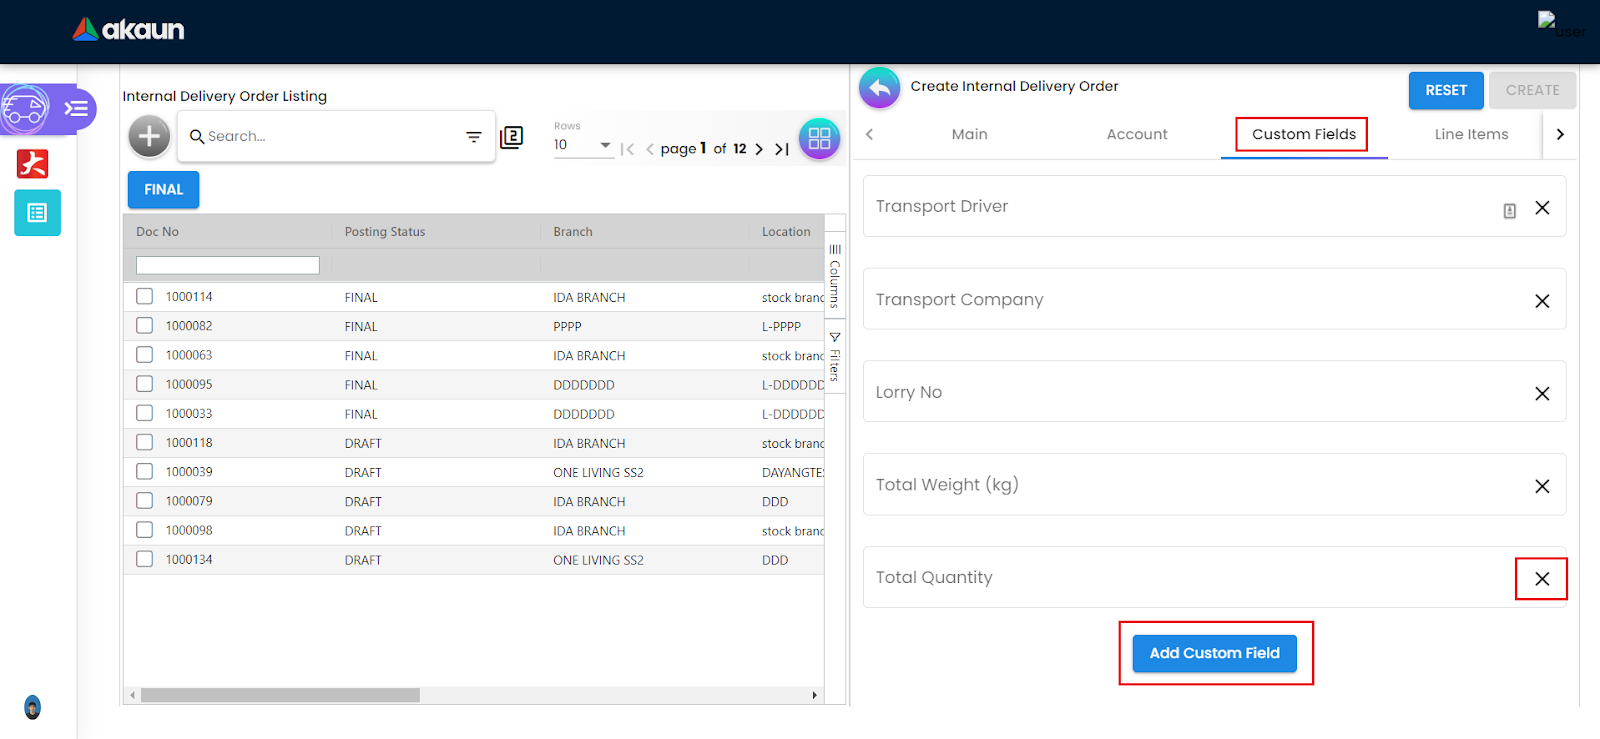 akaun
user
Internal Delivery Order Listing
Search...
2
Rows
10
page 1 of 12
FINAL
Doc No Posting Status Branch Location
1000114 FINAL IDA BRANCH stock branc
1000082 FINAL PPPP L-PPPP
1000063 FINAL IDA BRANCH stock branc
1000095 FINAL DDDDDDD L-DDDDDD
1000033 FINAL DDDDDDD L-DDDDDD
1000118 DRAFT IDA BRANCH stock branc
1000039 DRAFT ONE LIVING SS2 DAYANGTE
1000079 DRAFT IDA BRANCH DDD
1000098 DRAFT IDA BRANCH stock branc
1000134 DRAFT ONE LIVING SS2 DDD
Columns
Filters
Create Internal Delivery Order
RESET
CREATE
Main Account Custom Fields Line Items
Transport Driver
Transport Company
Lorry No
Total Weight (kg)
Total Quantity
Add Custom Field